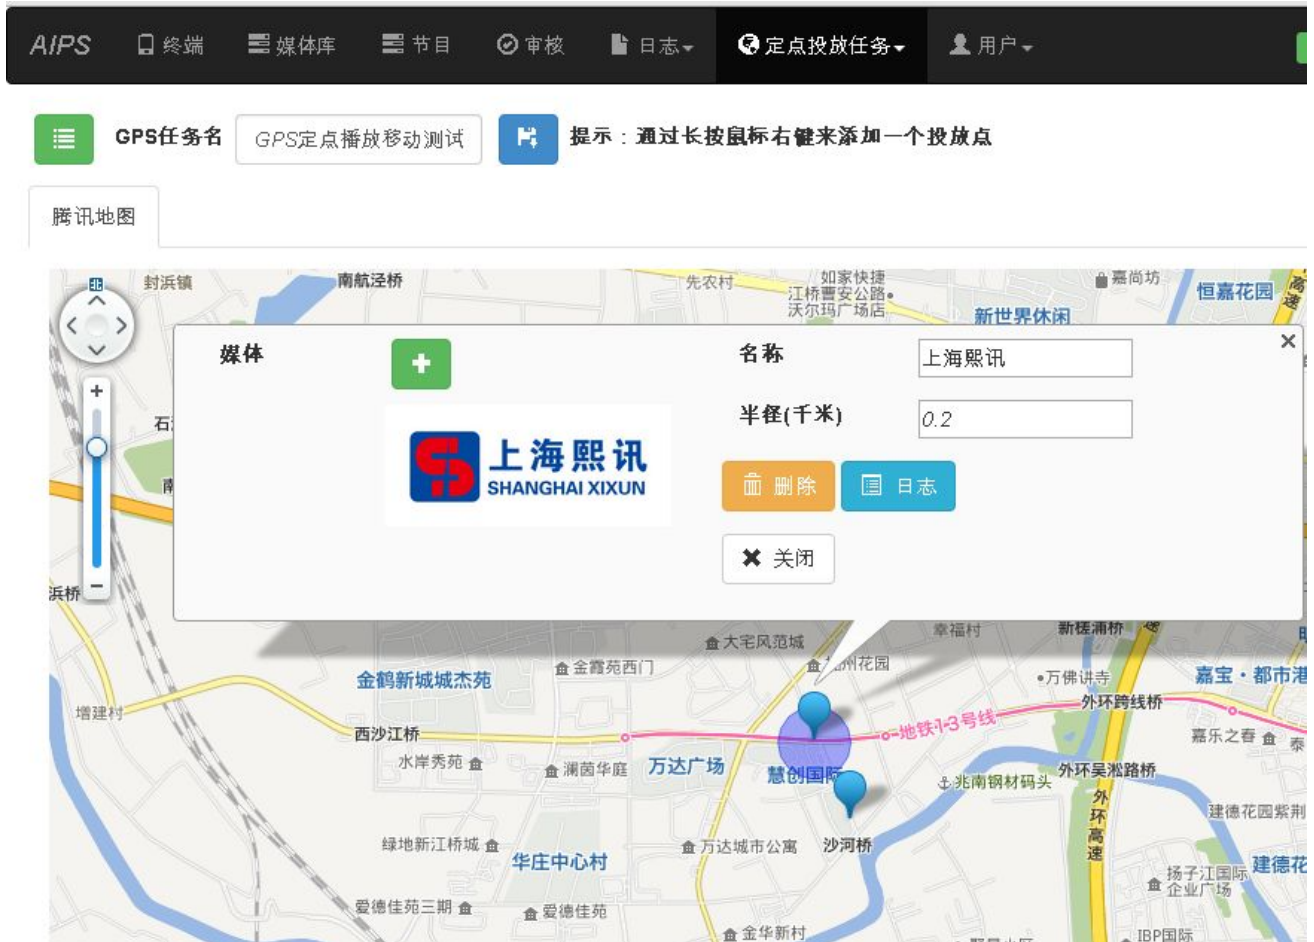 AIPS 终端 媒体库 节目 审核 日志 定点投放任务 用户
GPS任务名 GPS定点播放移动测试 提示：通过长按鼠标右键来添加一个投放点
腾讯地图
北
封浜镇
南航泾桥
先农村
如家快捷
江桥曹安公路
沃尔玛广场店
嘉尚坊
恒嘉花园
高
速
新世界休闲
媒体
名称 上海熙讯
半径(千米) 0.2
上海熙讯
SHANGHAI XIXUN
删除 日志
关闭
石
南
浜桥
大宅风范城
幸福村
新槎浦桥
速
金鹤新城城杰苑
金霞苑西门
州花园
万佛讲寺
嘉宝·都市港
外环跨线桥
增建村
西沙江桥
地铁13号线
嘉乐之春
泰
水岸秀苑
澜茵华庭
万达广场
慧创国际
兆南钢材码头
外环吴淞路桥
外环高速
建德花园紫荆
绿地新江桥城
华庄中心村
万达城市公寓
沙河桥
扬子江国际
企业广场
建德花
爱德佳苑三期
爱德佳苑
金华新村
IBP国际